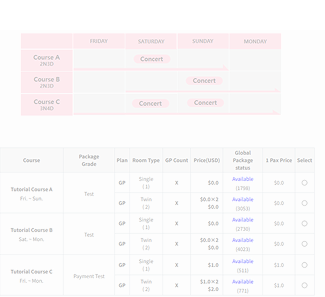 FRIDAY SATURDAY SUNDAY MONDAY
Course A
2N3D
Concert
Course B
2N3D
Concert
Course C
3N4D
Concert Concert
Course Package Grade Plan Room Type GP Count Price(USD) Global Package status 1 Pax Price Select
Tutorial Course A
Fri. ~ Sun.
Test
GP Single (1) X $0.0 Available (1759) $0.0
GP Twin (2) X $0.0 X 2 $0.0 Available $0.0
Tutorial Course B
Sat. ~ Mon.
Test
GP Single (1) X $0.0 Available (2730) $0.0
GP Twin (2) X $0.0 X 2 $0.0 Available $0.0
Tutorial Course C
Fri. ~ Mon.
Payment Test
GP Single (1) X $1.0 Available (511) $1.0
GP Twin (2) X $1.0 X 2 $2.0 Available (771) $1.0